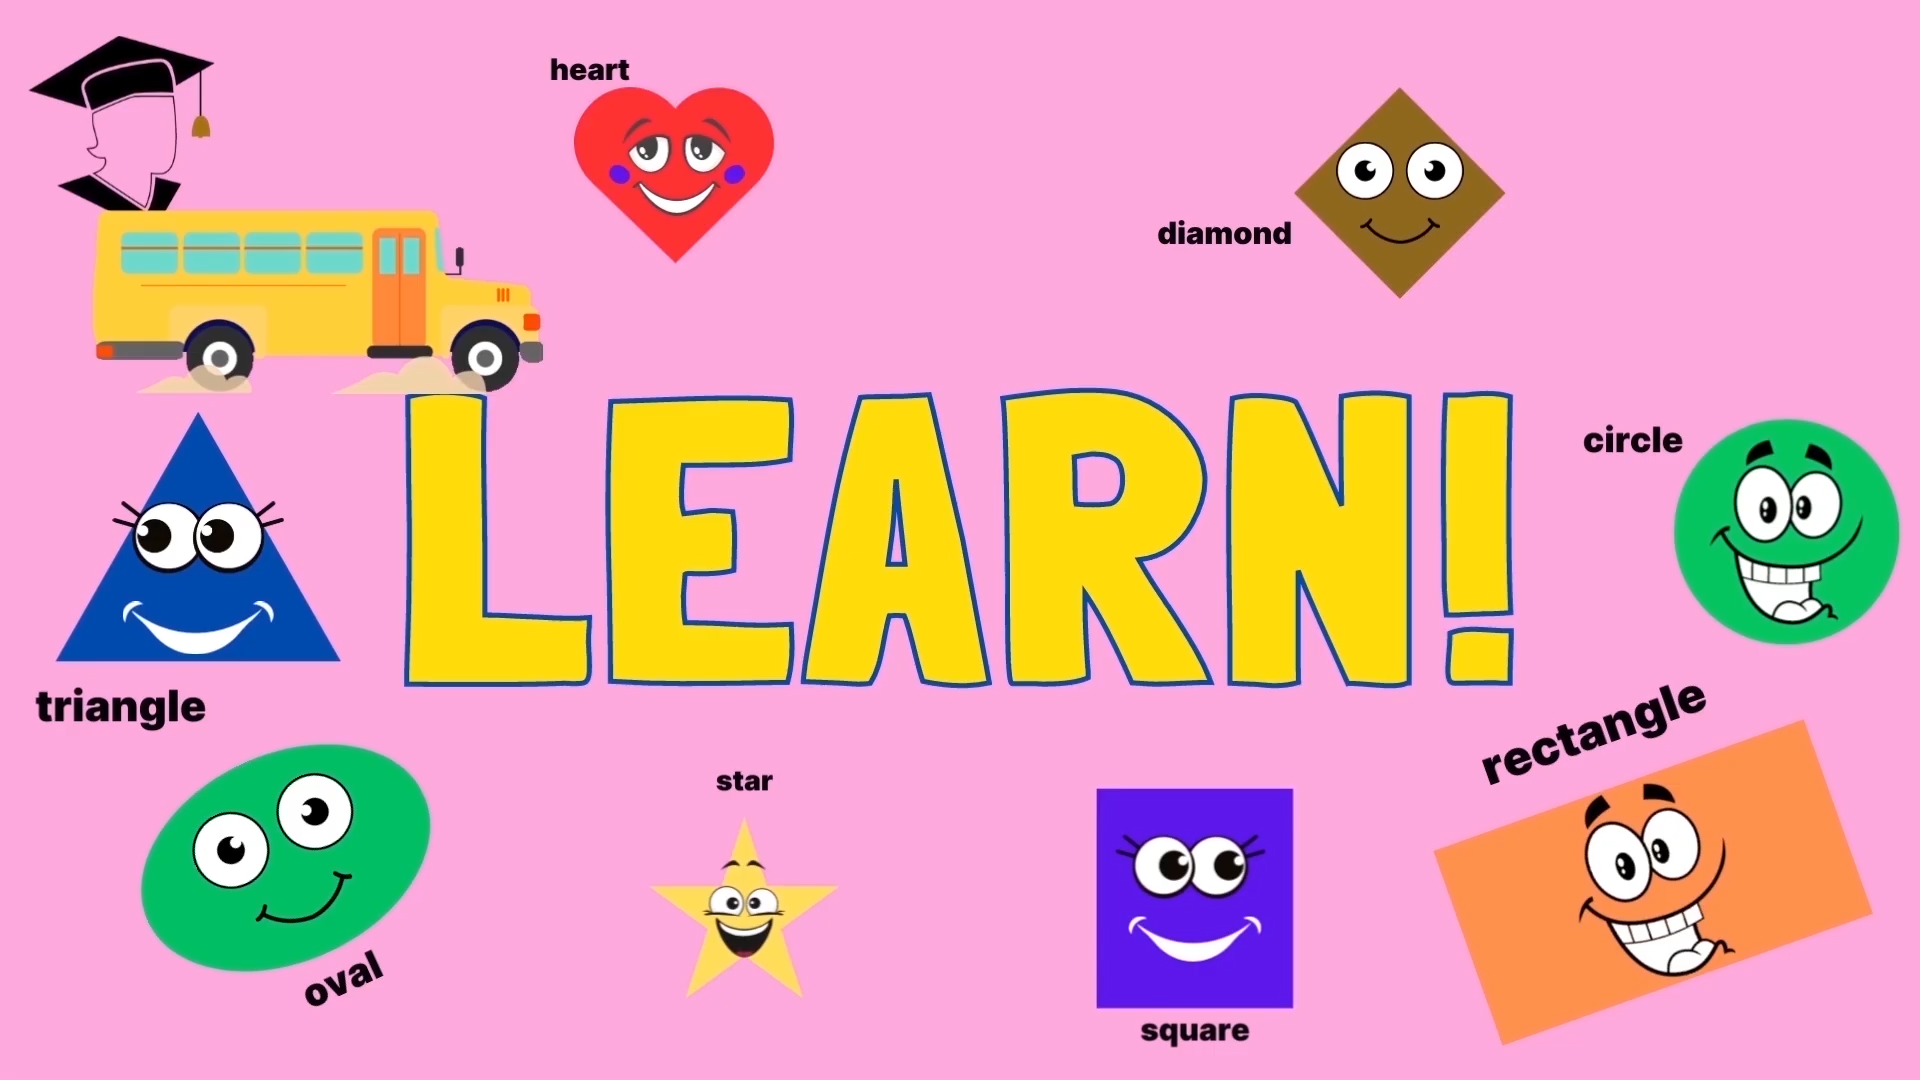 heart
diamond
LEARN!
circle
triangle
rectangle
star
oval
square